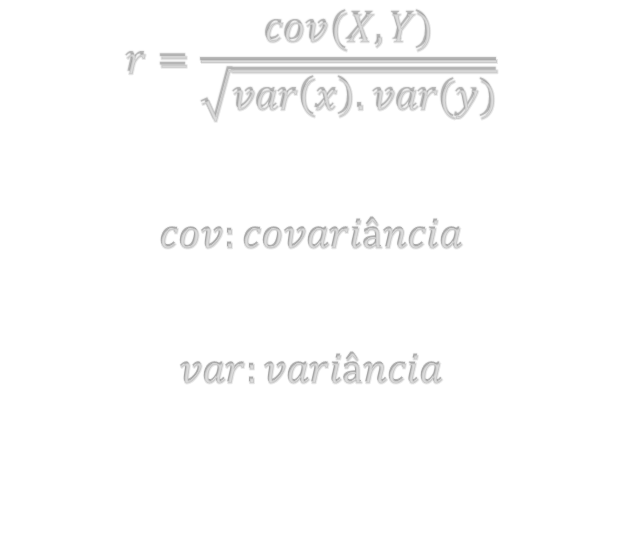 r = cov(X, Y) / √var(x). var(y)
cov: covariância
var: variância